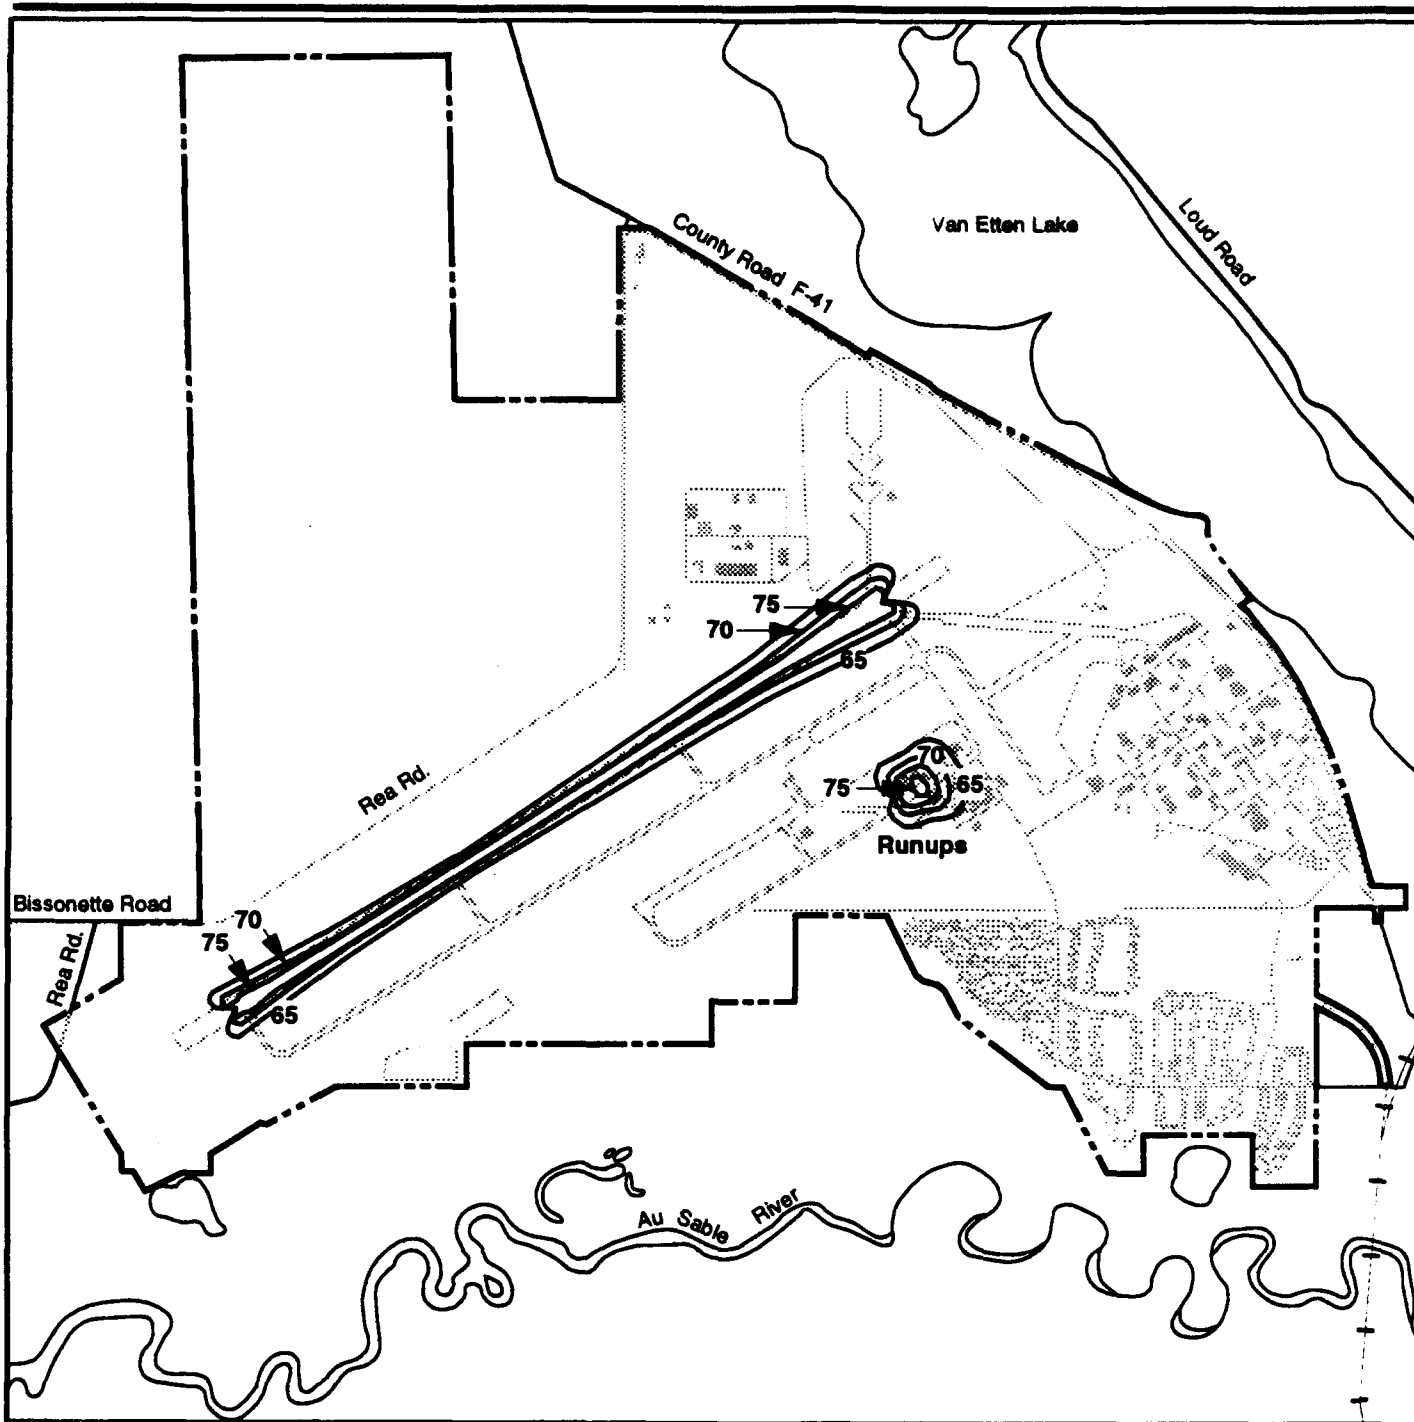 Van Etten Lake
Loud Road
County Road F-41
75
70
65
70
75
65
Runups
Rea Rd.
Bissonette Road
70
75
Rea Rd.
65
Au Sable River